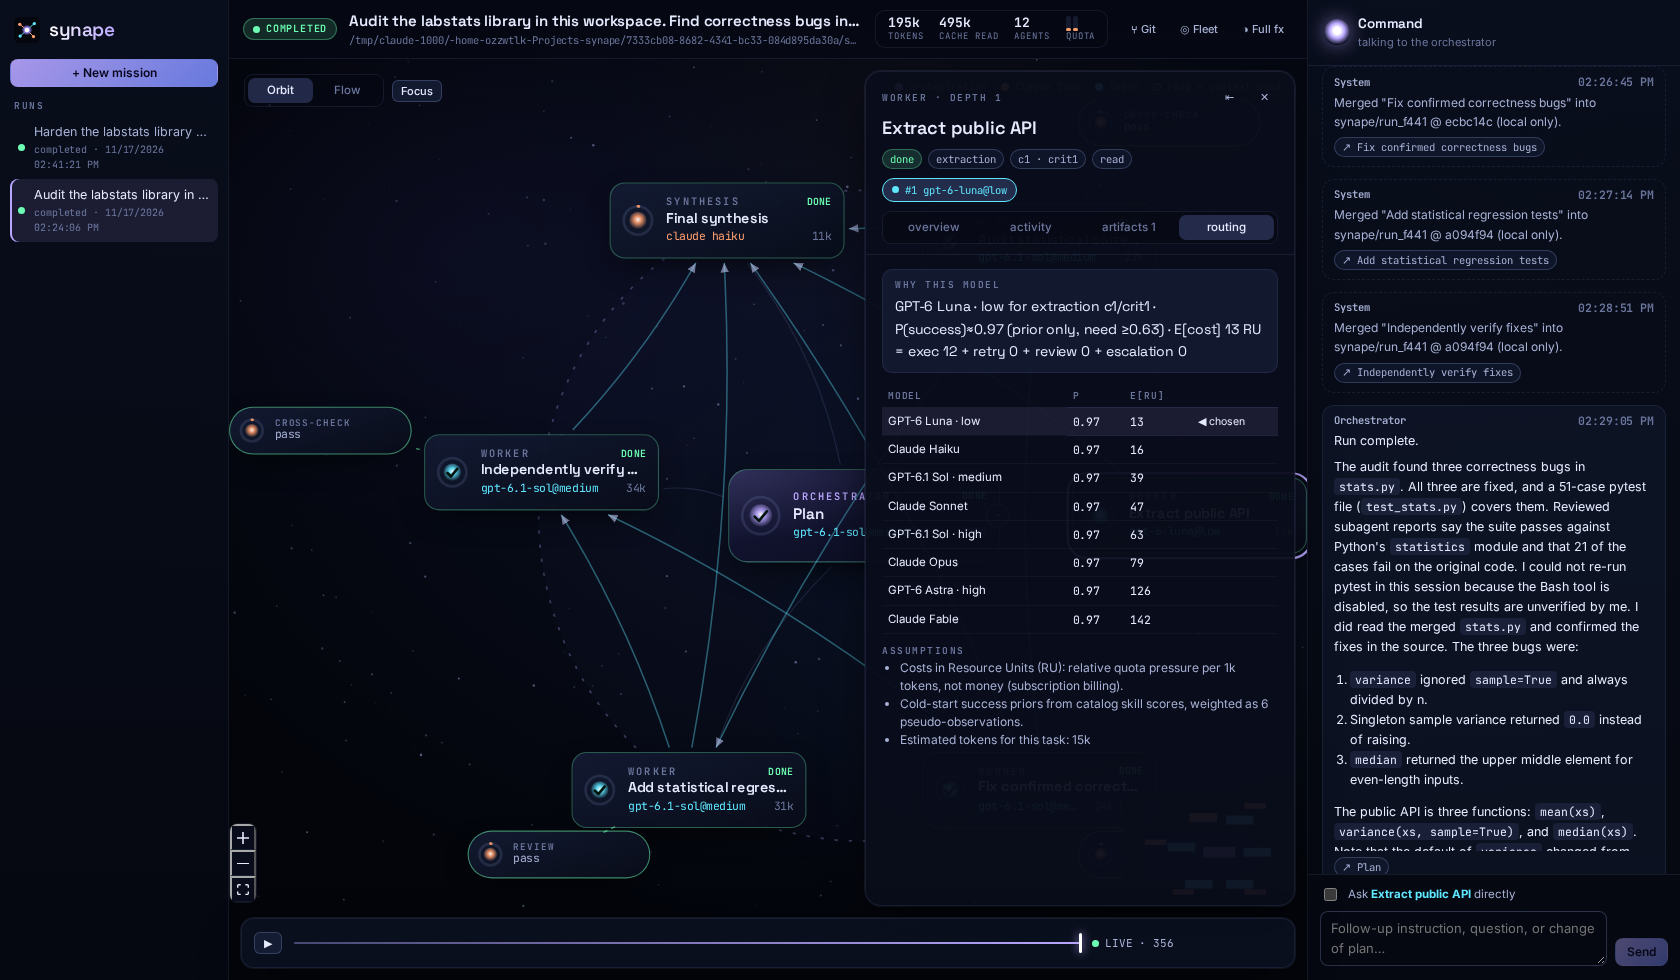 synape
+ New mission
RUNS
Harden the labstats library ...
completed · 11/17/2026
02:41:21 PM
Audit the labstats library in ...
completed · 11/17/2026
02:24:06 PM
COMPLETED
Audit the labstats library in this workspace. Find correctness bugs in...
/tmp/claude-1000/-home-ozzwtlk-Projects-synape/7333cb08-8682-4341-bc33-084d895da30a/s...
195k
TOKENS
495k
CACHE READ
12
AGENTS
QUOTA
Git
Fleet
Full fx
Orbit
Flow
Focus
SYNTHESIS
DONE
Final synthesis
claude haiku
11k
CROSS-CHECK
pass
WORKER
DONE
Independently verify ...
gpt-6.1-sol@medium
34k
ORCHESTRA
Plan
gpt-6.1-sol
WORKER
DONE
Add statistical regres...
gpt-6.1-sol@medium
31k
REVIEW
pass
▶
LIVE · 356
WORKER · DEPTH 1
Extract public API
done
extraction
c1 · crit1
read
#1 gpt-6-luna@low
overview
activity
artifacts 1
routing
WHY THIS MODEL
GPT-6 Luna · low for extraction c1/crit1 ·
P(success)≈0.97 (prior only, need ≥0.63) · E[cost] 13 RU
= exec 12 + retry 0 + review 0 + escalation 0
MODEL P E[RU]
GPT-6 Luna · low 0.97 13 ◀ chosen
Claude Haiku 0.97 16
GPT-6.1 Sol · medium 0.97 39
Claude Sonnet 0.97 47
GPT-6.1 Sol · high 0.97 63
Claude Opus 0.97 79
GPT-6 Astra · high 0.97 126
Claude Fable 0.97 142
ASSUMPTIONS
• Costs in Resource Units (RU): relative quota pressure per 1k
tokens, not money (subscription billing).
• Cold-start success priors from catalog skill scores, weighted as 6
pseudo-observations.
• Estimated tokens for this task: 15k
Extract public API
Fix confirmed correct...
Command
talking to the orchestrator
System
02:26:45 PM
Merged "Fix confirmed correctness bugs" into
synape/run_f441 @ ecbc14c (local only).
↗ Fix confirmed correctness bugs
System
02:27:14 PM
Merged "Add statistical regression tests" into
synape/run_f441 @ a094f94 (local only).
↗ Add statistical regression tests
System
02:28:51 PM
Merged "Independently verify fixes" into
synape/run_f441 @ a094f94 (local only).
↗ Independently verify fixes
Orchestrator
02:29:05 PM
Run complete.
The audit found three correctness bugs in
stats.py. All three are fixed, and a 51-case pytest
file (test_stats.py) covers them. Reviewed
subagent reports say the suite passes against
Python's statistics module and that 21 of the
cases fail on the original code. I could not re-run
pytest in this session because the Bash tool is
disabled, so the test results are unverified by me. I
did read the merged stats.py and confirmed the
fixes in the source. The three bugs were:
1. variance ignored sample=True and always
divided by n.
2. Singleton sample variance returned 0.0 instead
of raising.
3. median returned the upper middle element for
even-length inputs.
The public API is three functions: mean(xs),
variance(xs, sample=True), and median(xs).
Note that the default of variance changed from
↗ Plan
Ask Extract public API directly
Follow-up instruction, question, or change
of plan...
Send